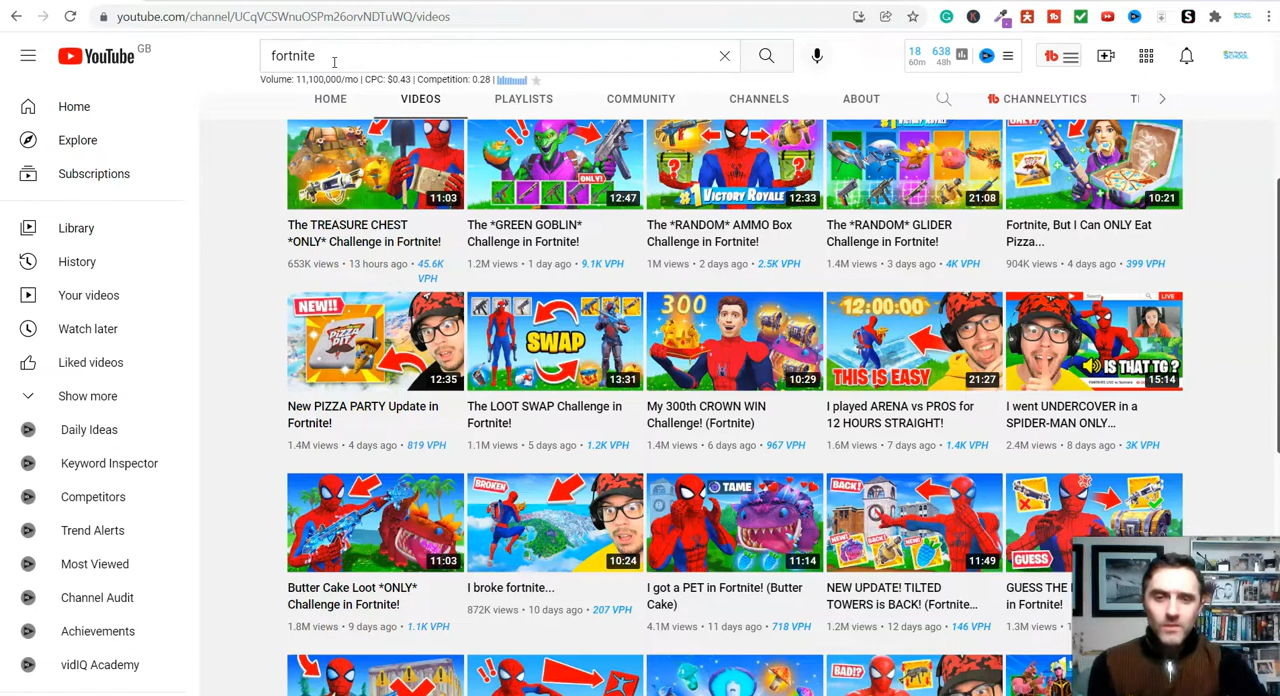 youtube.com/channel/UCqVCSWnuOSPm26orvNDTuWQ/videos
YouTube GB
fortnite
18 638
60m 48h
Volume: 11,100,000/mo | CPC: $0.43 | Competition: 0.28 |
HOME VIDEOS PLAYLISTS COMMUNITY CHANNELS ABOUT CHANNELYTICS
Home
Explore
Subscriptions
Library
History
Your videos
Watch later
Liked videos
Show more
Daily Ideas
Keyword Inspector
Competitors
Trend Alerts
Most Viewed
Channel Audit
Achievements
vidIQ Academy
11:03
ONLY!
12:47
#1 VICTORY ROYALE
12:33
21:08
10:21
The TREASURE CHEST
*ONLY* Challenge in Fortnite!
653K views • 13 hours ago • 45.6K
VPH
The *GREEN GOBLIN*
Challenge in Fortnite!
1.2M views • 1 day ago • 9.1K VPH
The *RANDOM* AMMO Box
Challenge in Fortnite!
1M views • 2 days ago • 2.5K VPH
The *RANDOM* GLIDER
Challenge in Fortnite!
1.4M views • 3 days ago • 4K VPH
Fortnite, But I Can ONLY Eat
Pizza...
904K views • 4 days ago • 399 VPH
NEW!!
PIZZA PIT
12:35
SWAP
13:31
300
10:29
12:00:00
THIS IS EASY
21:27
LIVE
IS THAT TG ?
15:14
New PIZZA PARTY Update in
Fortnite!
1.4M views • 4 days ago • 819 VPH
The LOOT SWAP Challenge in
Fortnite!
1.1M views • 5 days ago • 1.2K VPH
My 300th CROWN WIN
Challenge! (Fortnite)
1.4M views • 6 days ago • 967 VPH
I played ARENA vs PROS for
12 HOURS STRAIGHT!
1.6M views • 7 days ago • 1.4K VPH
I went UNDERCOVER in a
SPIDER-MAN ONLY...
2.4M views • 8 days ago • 3K VPH
11:03
BROKEN
10:24
TAME
11:14
BACK!
NEW!
BACK!
NEW!
11:49
GUESS
Butter Cake Loot *ONLY*
Challenge in Fortnite!
1.8M views • 9 days ago • 1.1K VPH
I broke fortnite...
872K views • 10 days ago • 207 VPH
I got a PET in Fortnite! (Butter
Cake)
4.1M views • 11 days ago • 718 VPH
NEW UPDATE! TILTED
TOWERS is BACK! (Fortnite...
1.2M views • 12 days ago • 146 VPH
GUESS THE
in Fortnite!
1.3M views
BAD!?